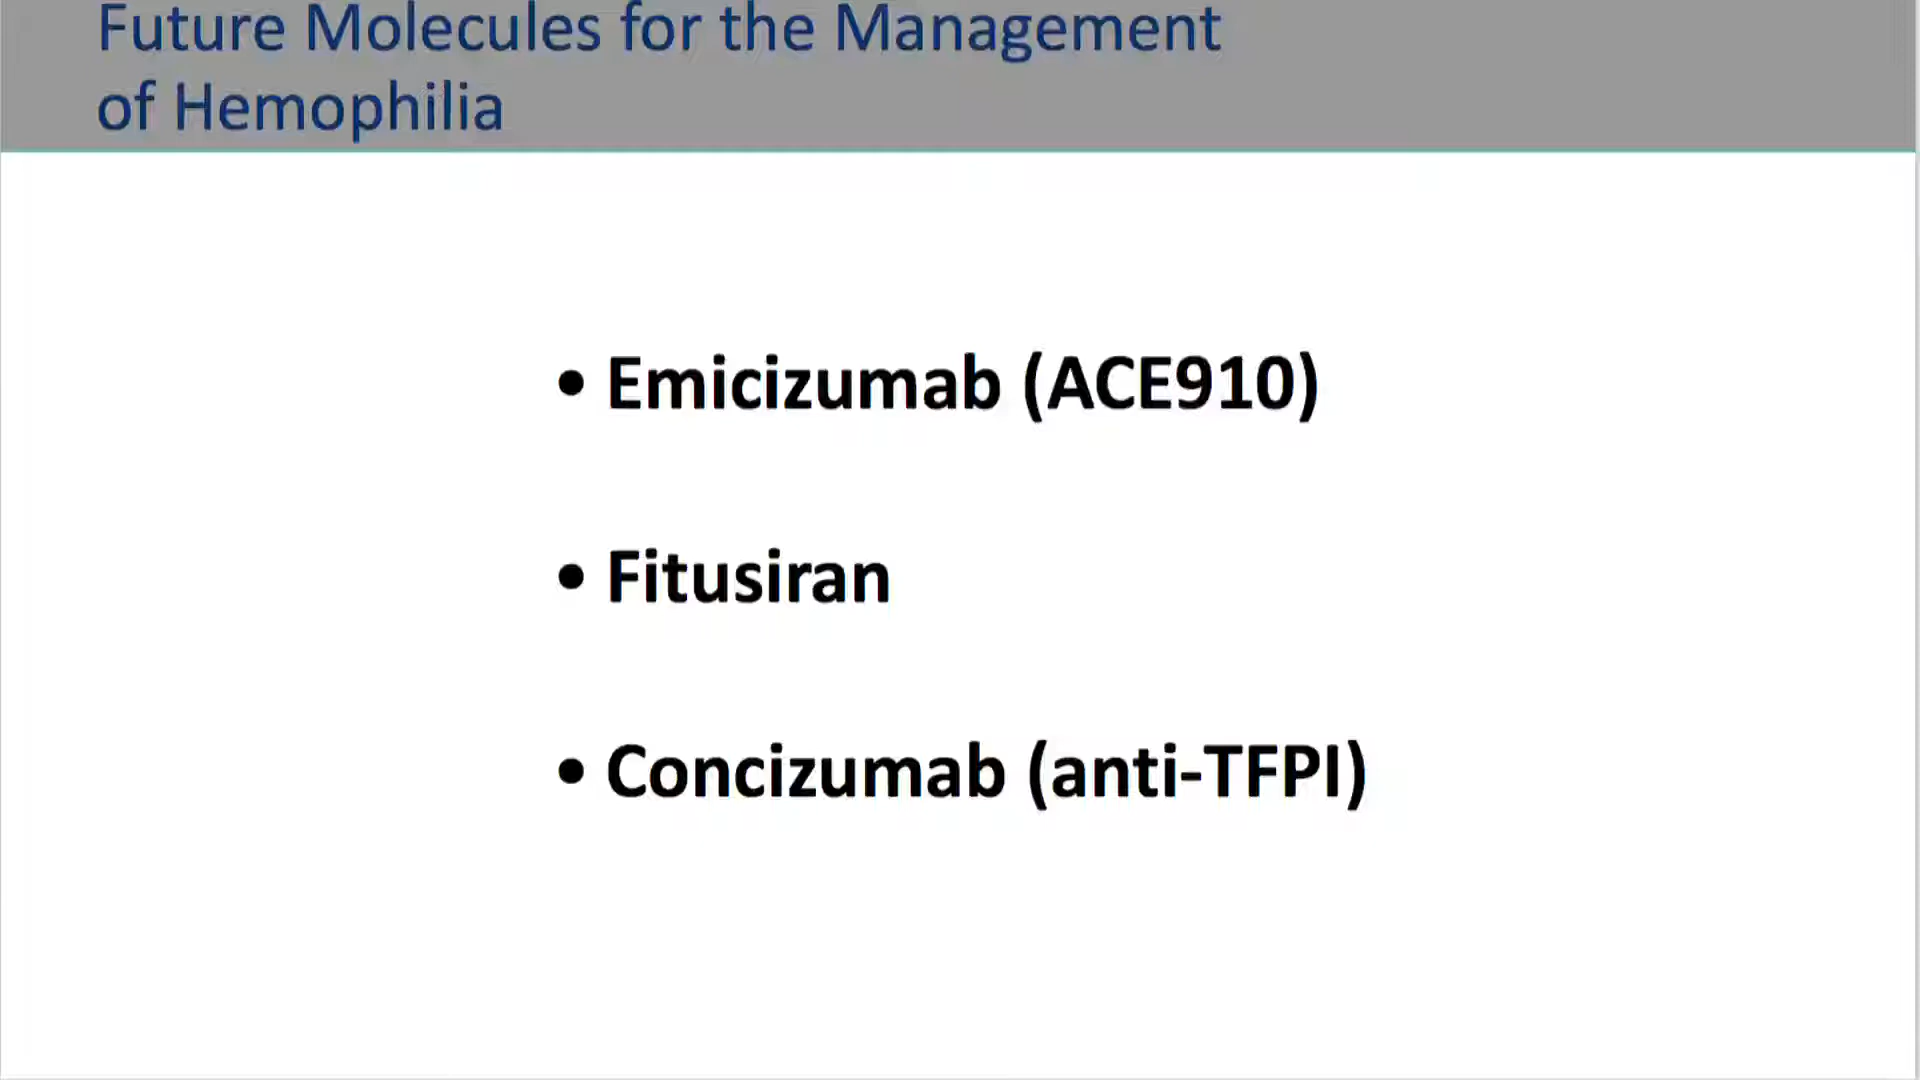 Future Molecules for the Management
of Hemophilia
• Emicizumab (ACE910)
• Fitusiran
• Concizumab (anti-TFPI)